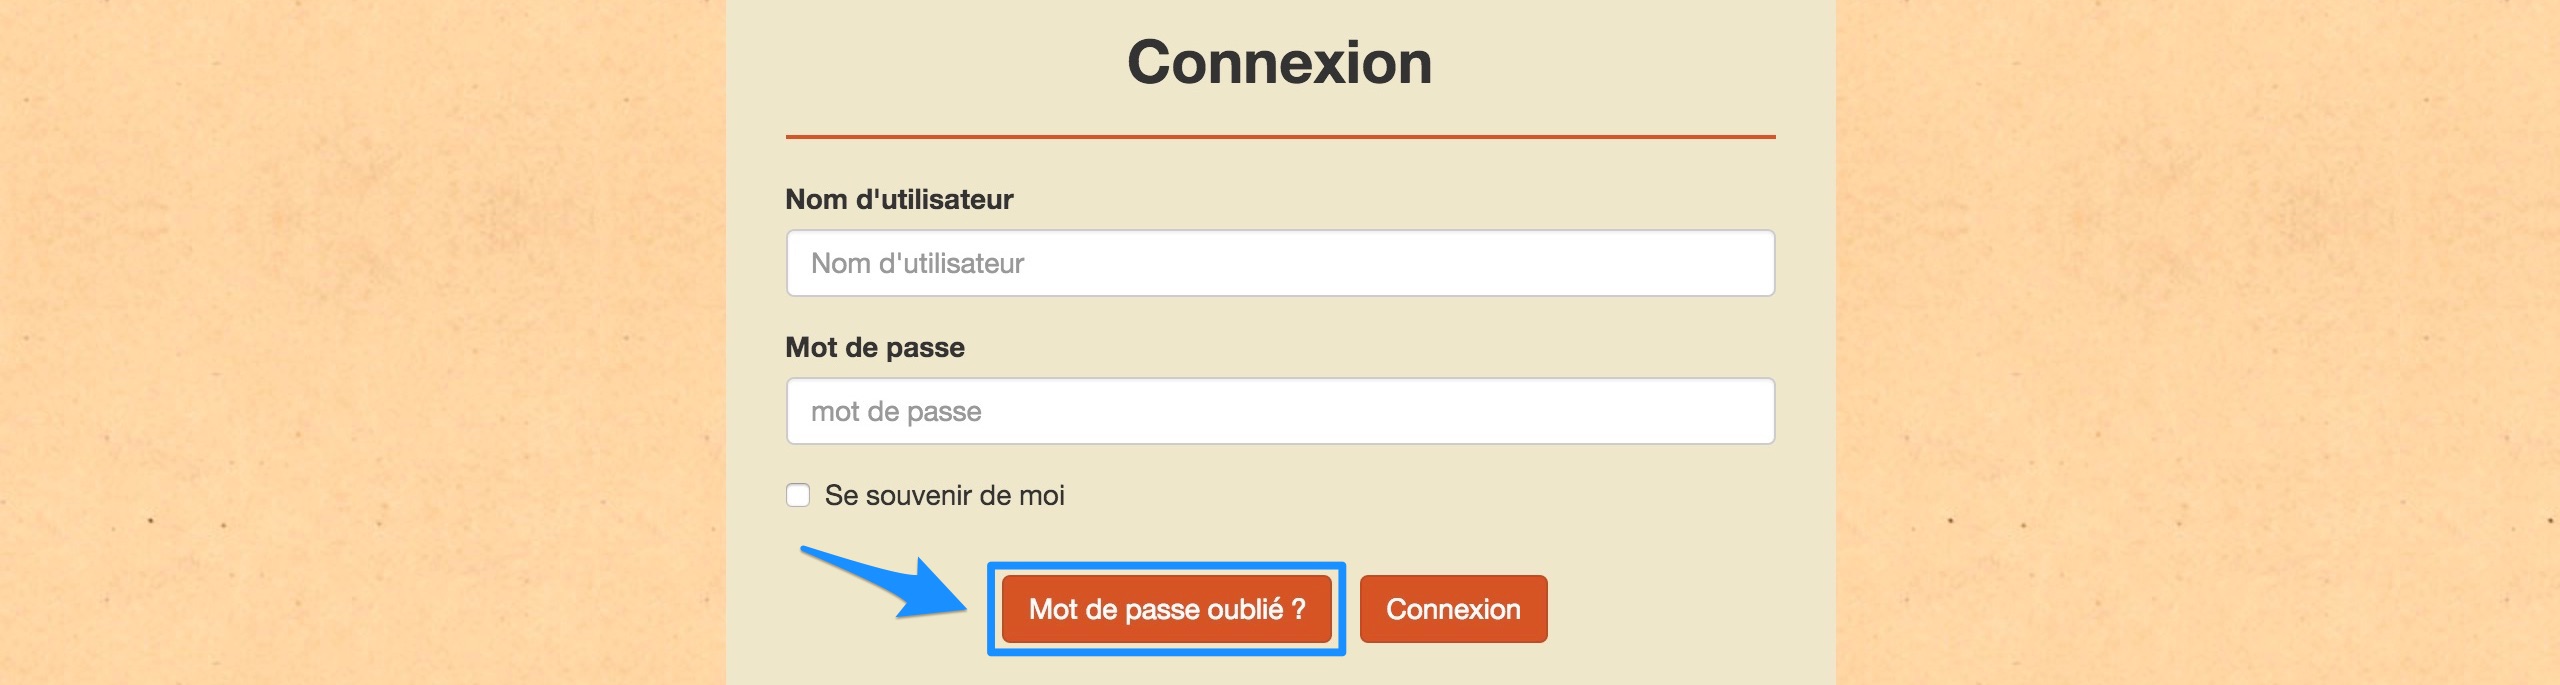 Connexion
Nom d'utilisateur
Nom d'utilisateur
Mot de passe
mot de passe
Se souvenir de moi
Mot de passe oublié ? Connexion